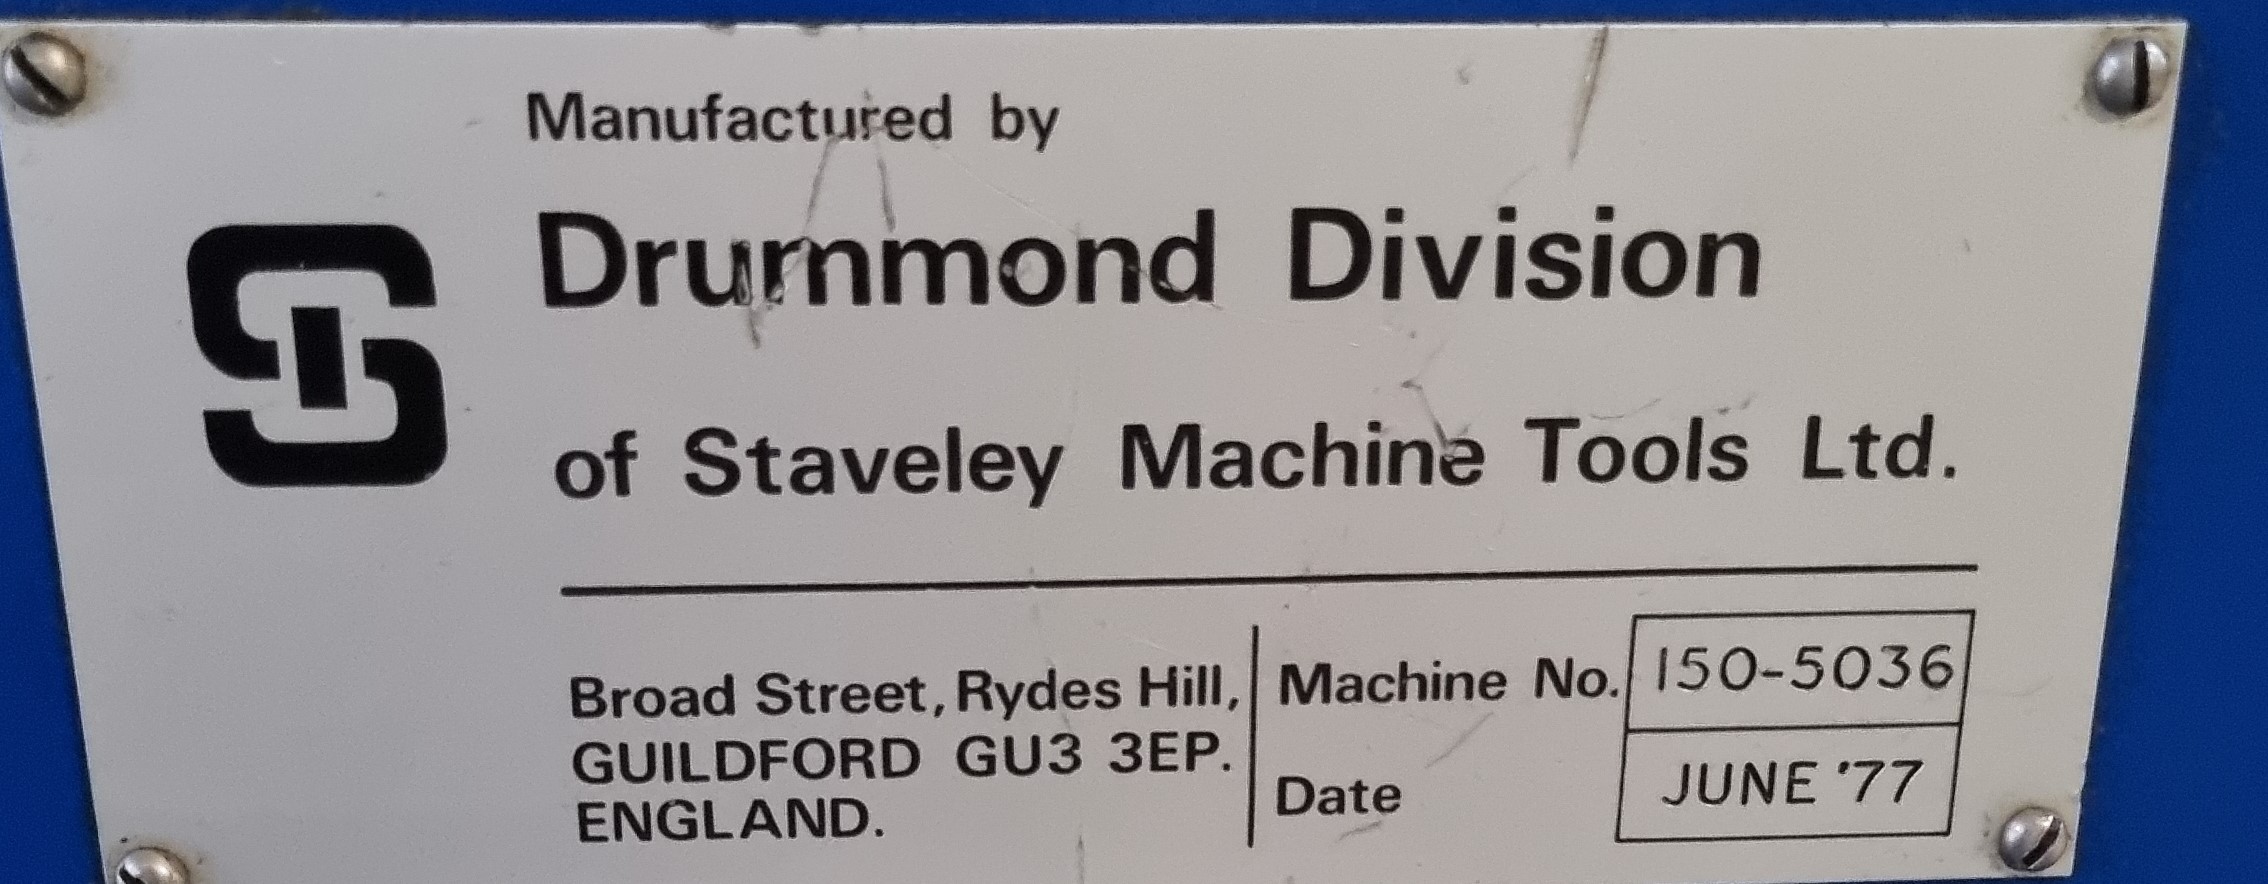 Manufactured by
Drummond Division
of Staveley Machine Tools Ltd.
Broad Street, Rydes Hill,
GUILDFORD GU3 3EP.
ENGLAND.
Machine No. 150-5036
Date JUNE '77